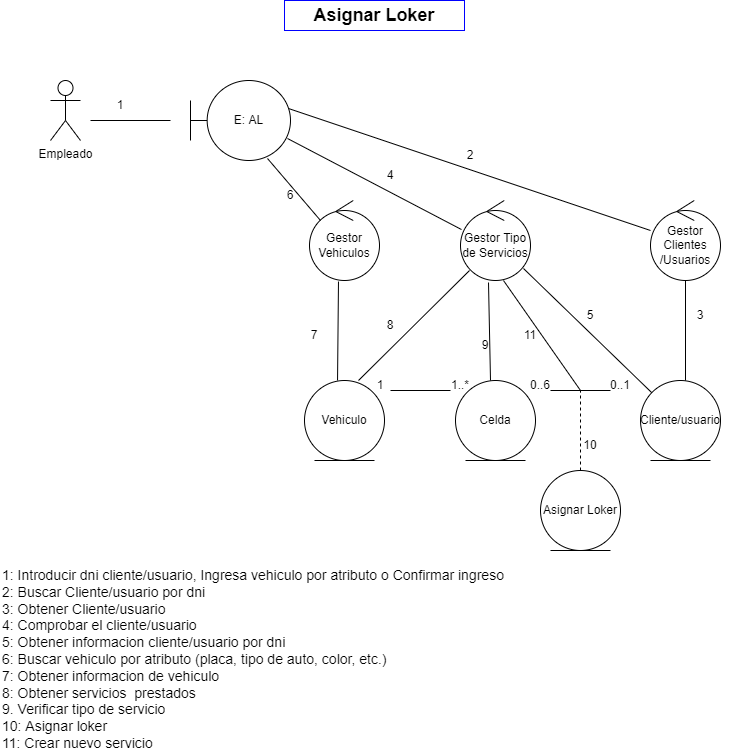 Asignar Loker
1
E: AL
Empleado
2
4
6
Gestor
Vehiculos
Gestor Tipo
de Servicios
Gestor
Clientes
/Usuarios
7
8
9
11
5
3
1
1..*
0..6
0..1
Vehiculo
Celda
Cliente/usuario
10
Asignar Loker
1: Introducir dni cliente/usuario, Ingresa vehiculo por atributo o Confirmar ingreso
2: Buscar Cliente/usuario por dni
3: Obtener Cliente/usuario
4: Comprobar el cliente/usuario
5: Obtener informacion cliente/usuario por dni
6: Buscar vehiculo por atributo (placa, tipo de auto, color, etc.)
7: Obtener informacion de vehiculo
8: Obtener servicios  prestados
9. Verificar tipo de servicio
10: Asignar loker
11: Crear nuevo servicio